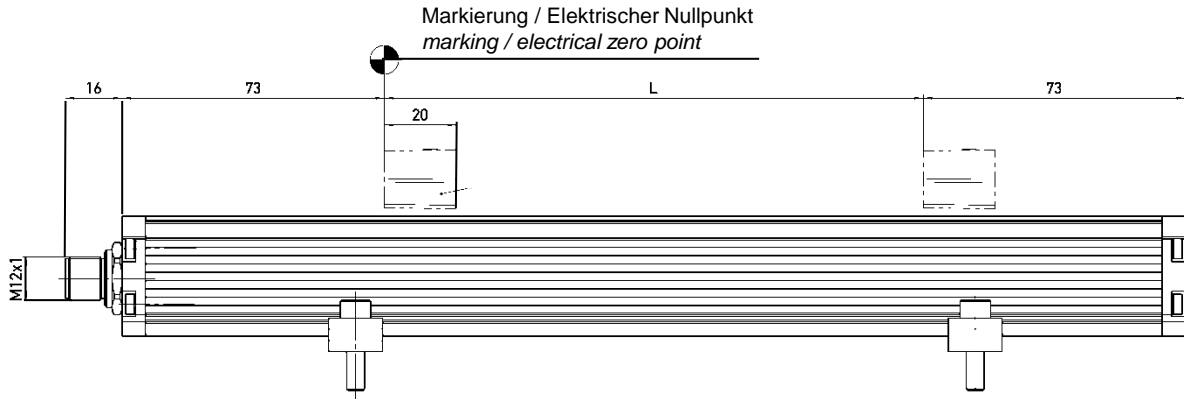 Markierung / Elektrischer Nullpunkt
marking / electrical zero point
16
73
L
73
20
M12x1